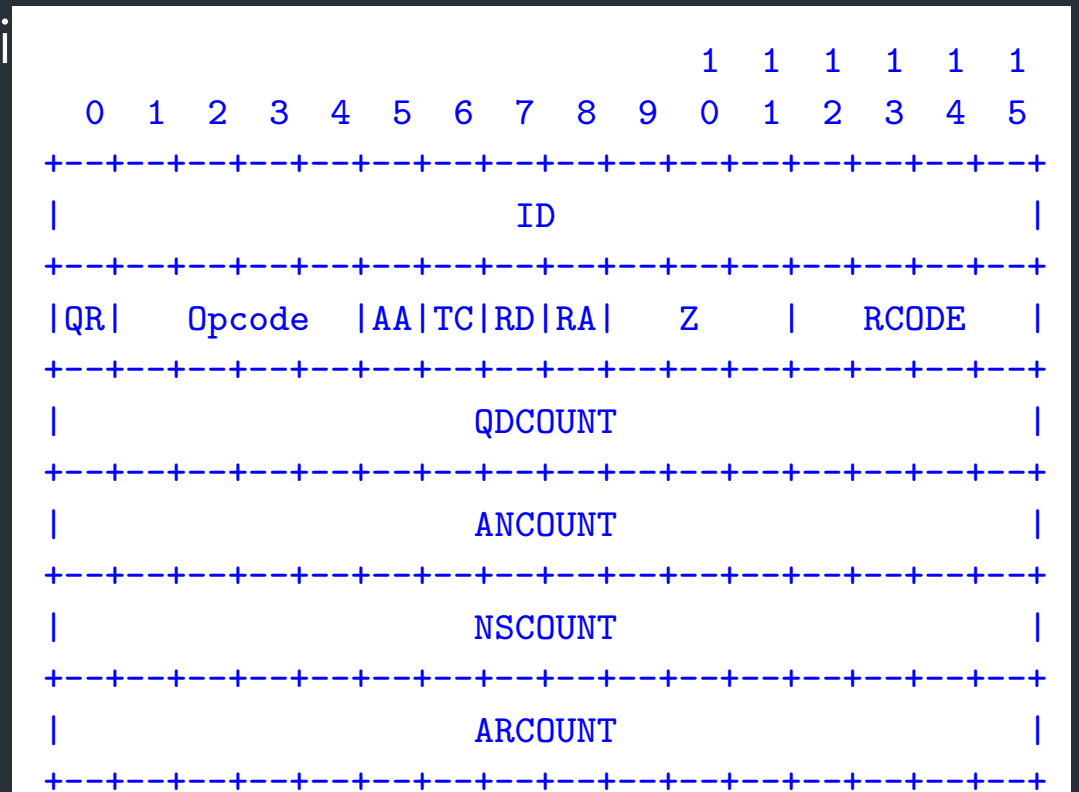 1  1  1  1  1  1
  0  1  2  3  4  5  6  7  8  9  0  1  2  3  4  5
+--+--+--+--+--+--+--+--+--+--+--+--+--+--+--+--+
|                      ID                       |
+--+--+--+--+--+--+--+--+--+--+--+--+--+--+--+--+
|QR|   Opcode  |AA|TC|RD|RA|   Z    |   RCODE   |
+--+--+--+--+--+--+--+--+--+--+--+--+--+--+--+--+
|                    QDCOUNT                    |
+--+--+--+--+--+--+--+--+--+--+--+--+--+--+--+--+
|                    ANCOUNT                    |
+--+--+--+--+--+--+--+--+--+--+--+--+--+--+--+--+
|                    NSCOUNT                    |
+--+--+--+--+--+--+--+--+--+--+--+--+--+--+--+--+
|                    ARCOUNT                    |
+--+--+--+--+--+--+--+--+--+--+--+--+--+--+--+--+